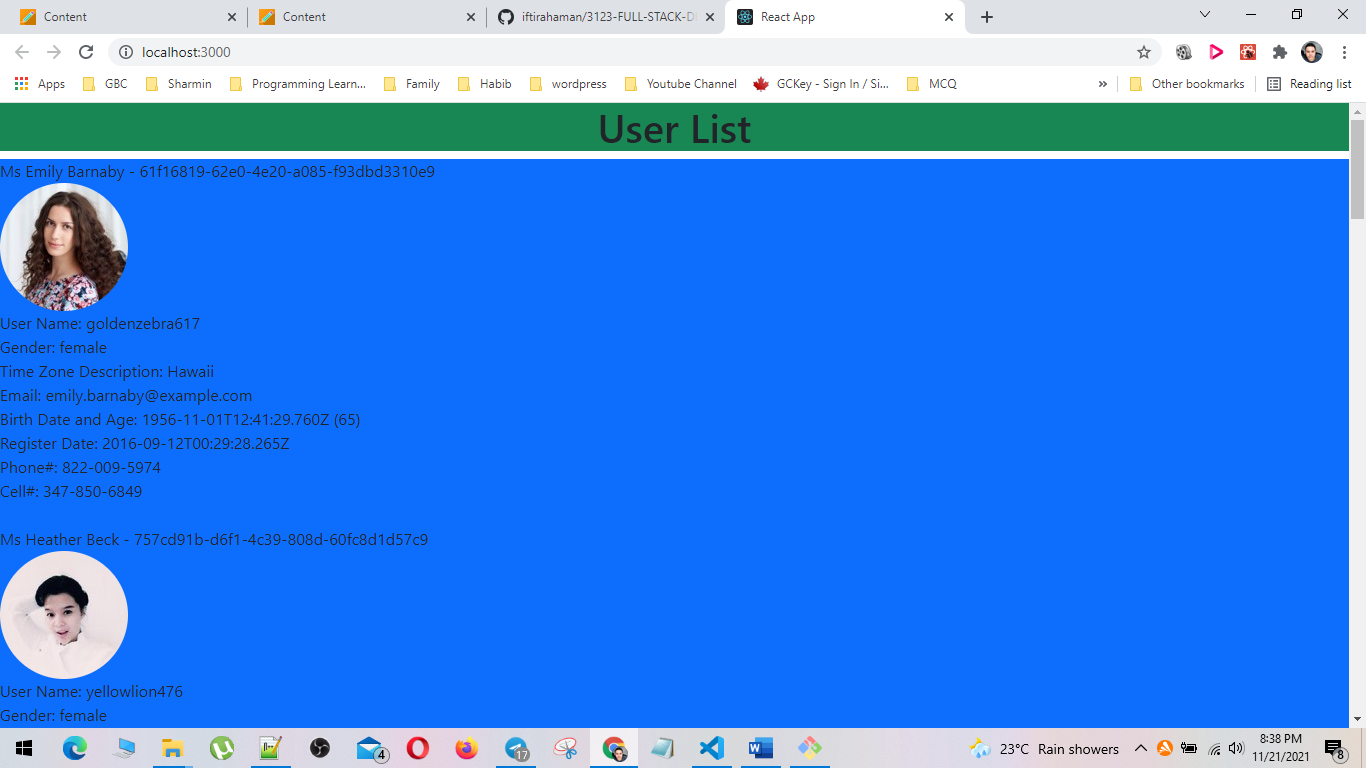 Content
Content
iftirahaman/3123-FULL-STACK-D
React App
localhost:3000
Apps
GBC
Sharmin
Programming Learn...
Family
Habib
wordpress
Youtube Channel
GCKey - Sign In / Si...
MCQ
»
Other bookmarks
Reading list
User List
Ms Emily Barnaby - 61f16819-62e0-4e20-a085-f93dbd3310e9
User Name: goldenzebra617
Gender: female
Time Zone Description: Hawaii
Email: emily.barnaby@example.com
Birth Date and Age: 1956-11-01T12:41:29.760Z (65)
Register Date: 2016-09-12T00:29:28.265Z
Phone#: 822-009-5974
Cell#: 347-850-6849
Ms Heather Beck - 757cd91b-d6f1-4c39-808d-60fc8d1d57c9
User Name: yellowlion476
Gender: female
4
17
23°C Rain showers
8:38 PM
11/21/2021
8